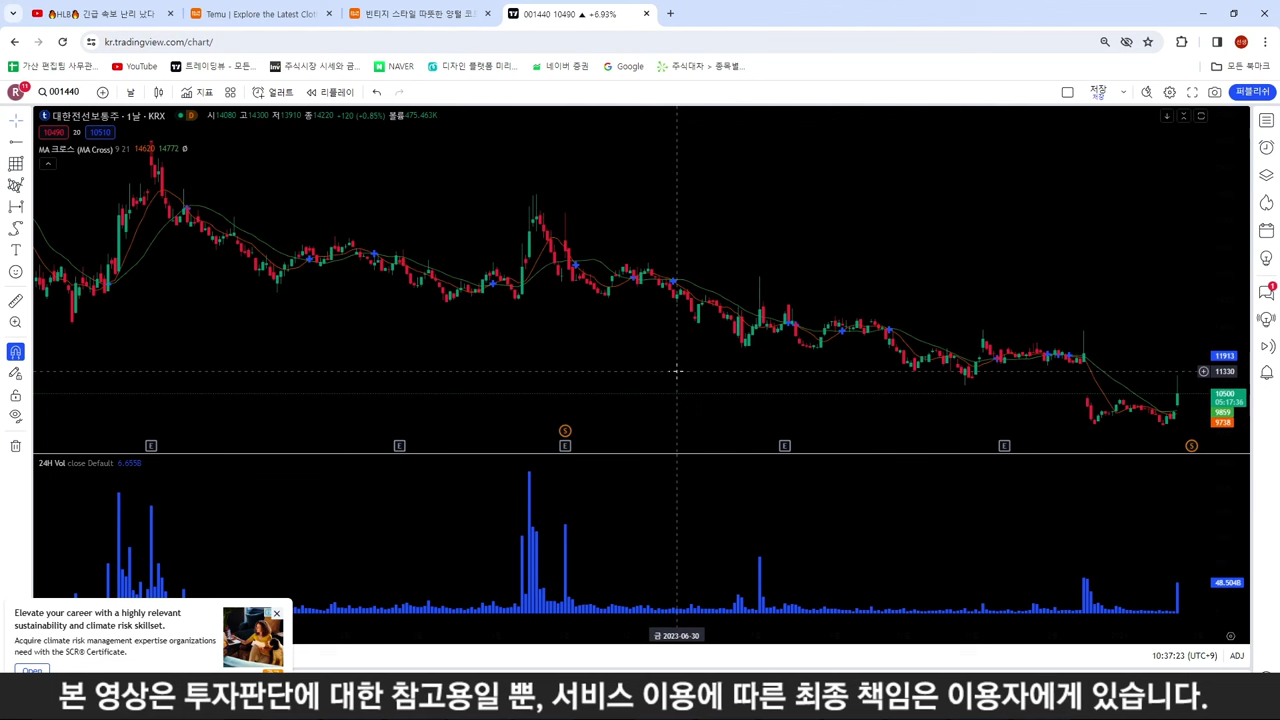 🔥HLB🔥 긴급 속보 난리 났다
Temu | Explore the Latest Clot
빈티지 스타일 따뜻한 양털 프
001440 10490 ▲ +6.93%
kr.tradingview.com/chart/
가산 편집팀 사무관...
YouTube
트레이딩뷰 - 모든...
주식시장 시세와 금...
NAVER
디자인 플랫폼 미리...
네이버 증권
Google
주식대자 > 종목별...
모든 북마크
R
11
001440
날
지표
얼러트
리플레이
저장
저장
퍼블리쉬
대한전선보통주 · 1날 · KRX
D
시14080 고14300 저13910 종14220 +120 (+0.85%) 볼륨475.463K
10490
20
10510
MA 크로스 (MA Cross) 9 21 14620 14772 Ø
11913
11330
10500
05:17:36
9859
9738
S
S
E
E
E
E
E
24H Vol close Default 6.655B
48.504B
Elevate your career with a highly relevant
sustainability and climate risk skillset.
Acquire climate risk management expertise organizations
need with the SCR® Certificate.
Open
금 2023-06-30
10:37:23 (UTC+9)
ADJ
본 영상은 투자판단에 대한 참고용일 뿐, 서비스 이용에 따른 최종 책임은 이용자에게 있습니다.